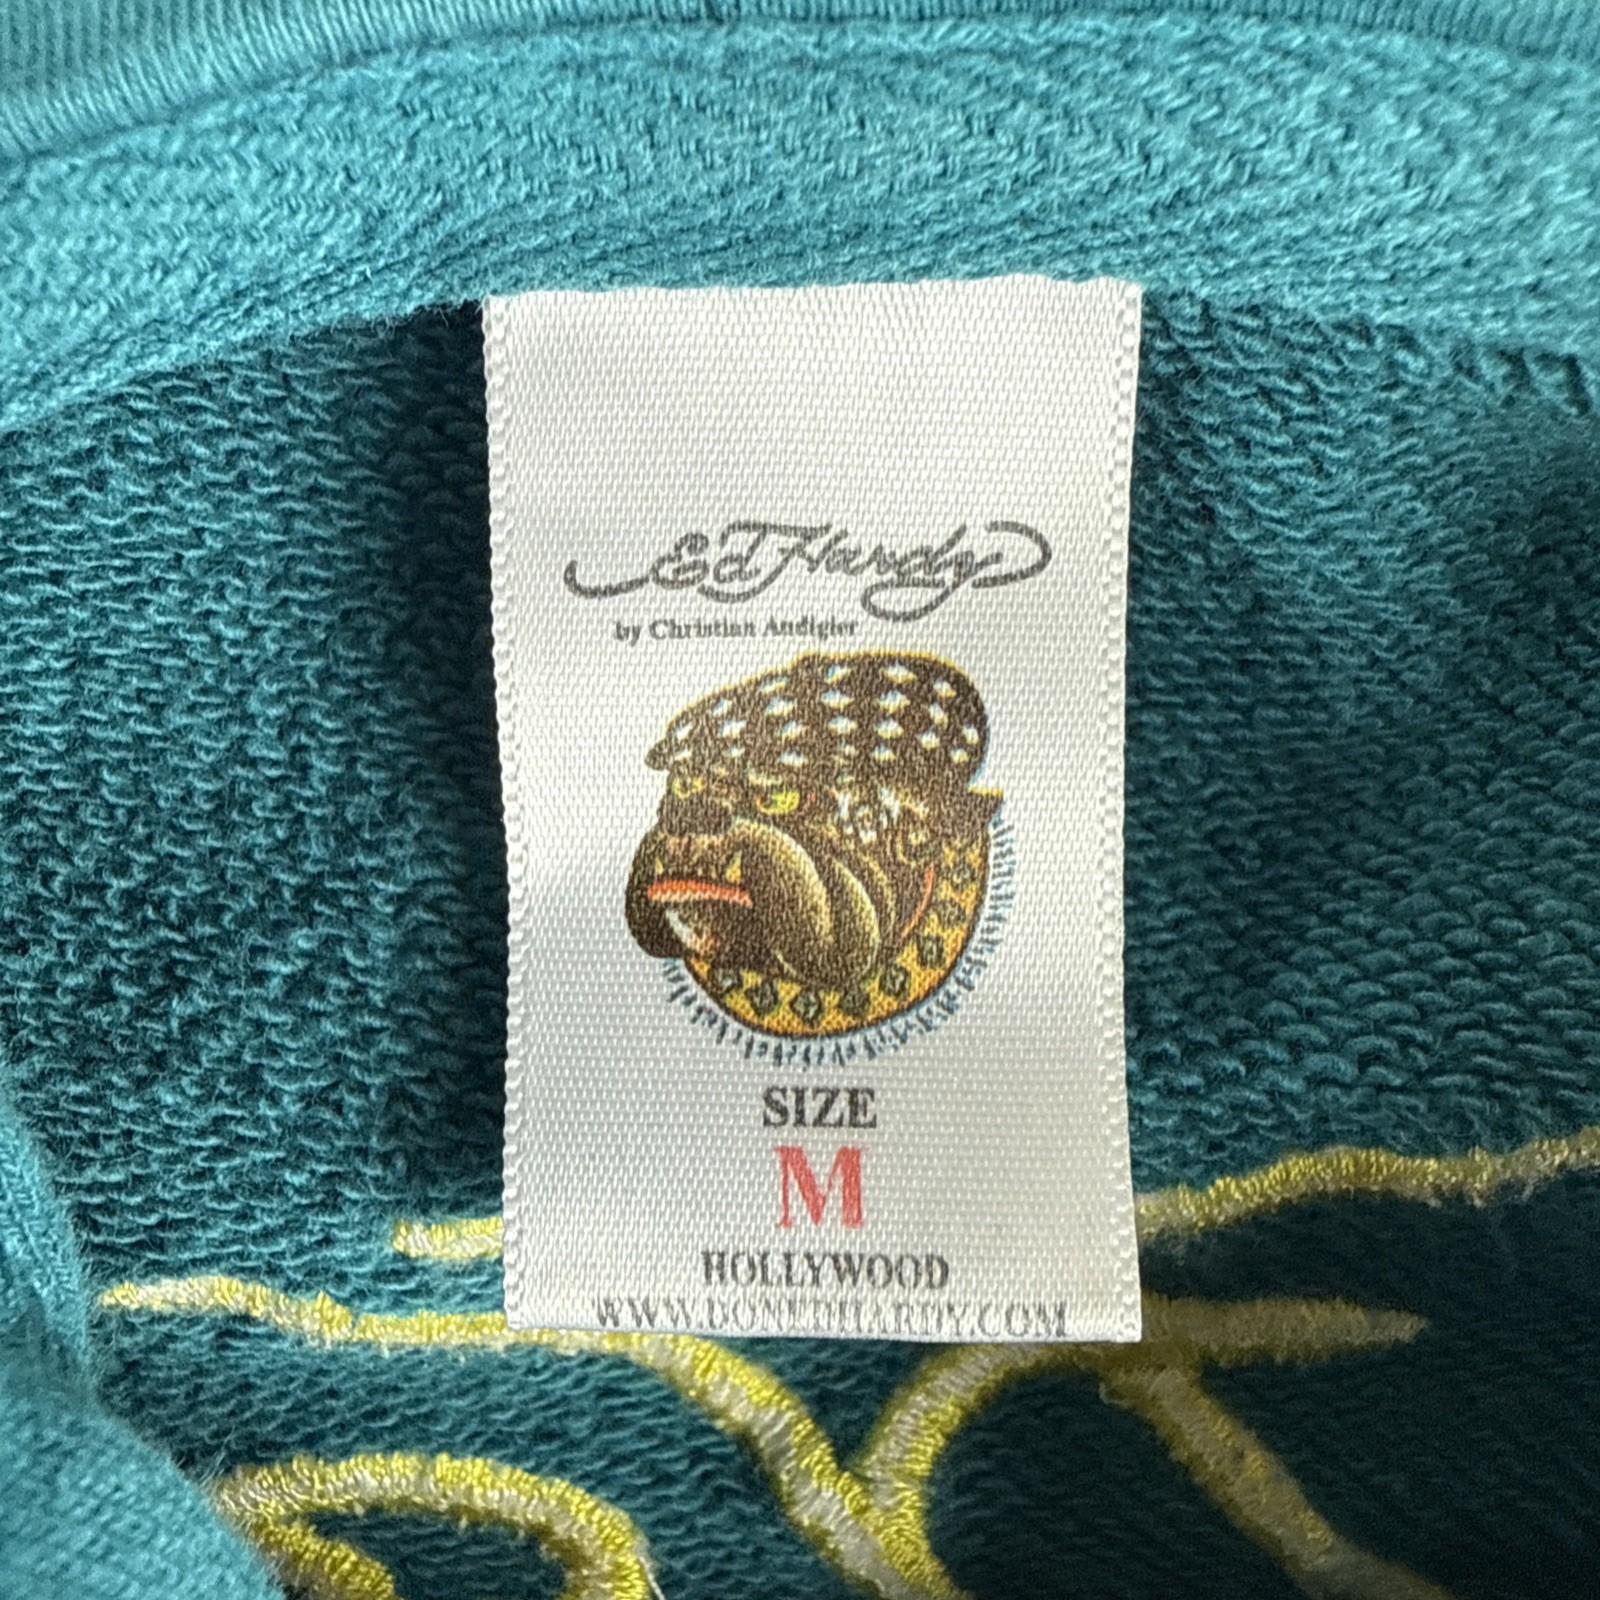 Ed Hardy
by Christian Audigier
SIZE
M
HOLLYWOOD
WWW.DONEDHARDY.COM